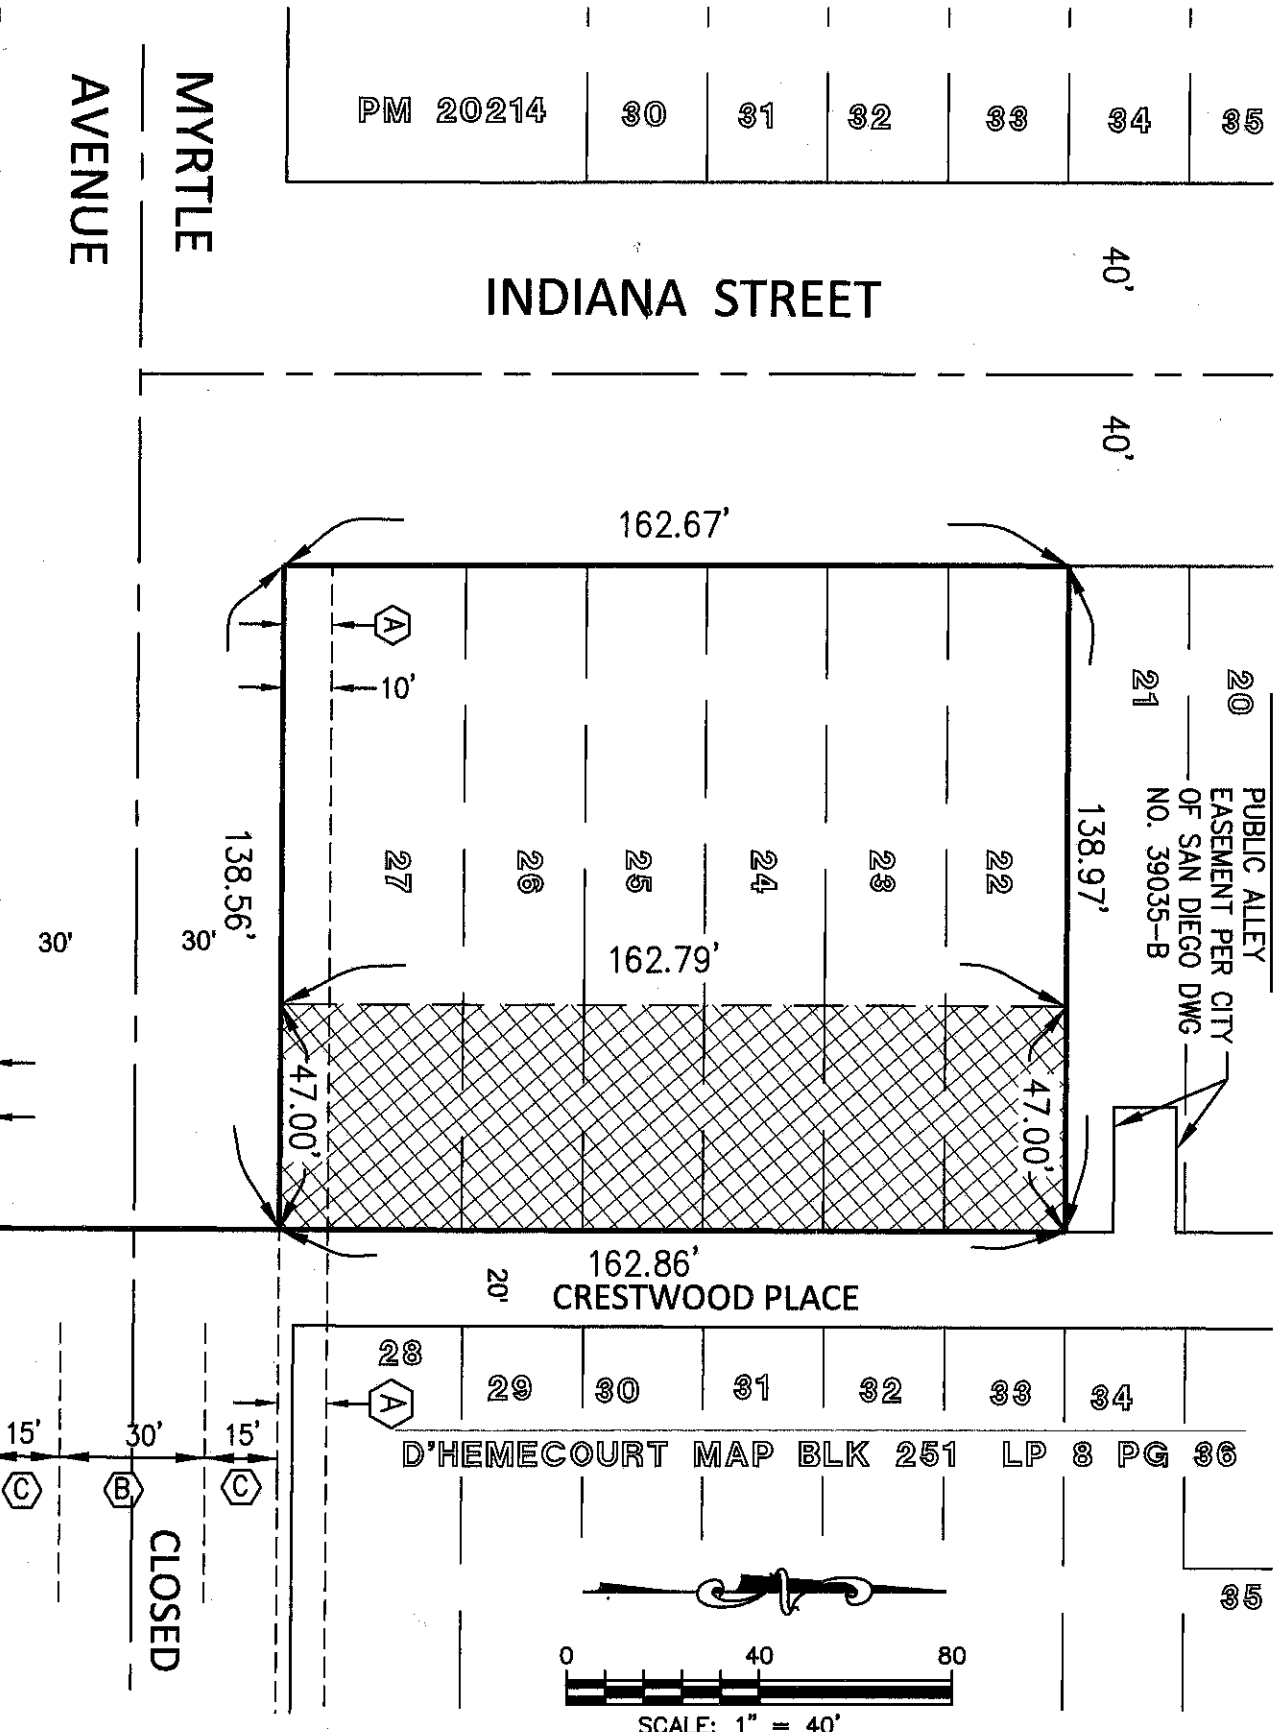 MYRTLE
AVENUE
PM 20214 30 31 32 33 34 35
INDIANA STREET
40'
40'
162.67'
A
10'
138.56'
138.97'
27 26 25 24 23 22 21 20
PUBLIC ALLEY
EASEMENT PER CITY
OF SAN DIEGO DWG
NO. 39035-B
30' 30'
162.79'
47.00'
47.00'
162.86'
20'
CRESTWOOD PLACE
28 29 30 31 32 33 34
A
15' 30' 15'
C B C
D'HEMECOURT MAP BLK 251 LP 8 PG 36
CLOSED
35
0 40 80
SCALE: 1" = 40'